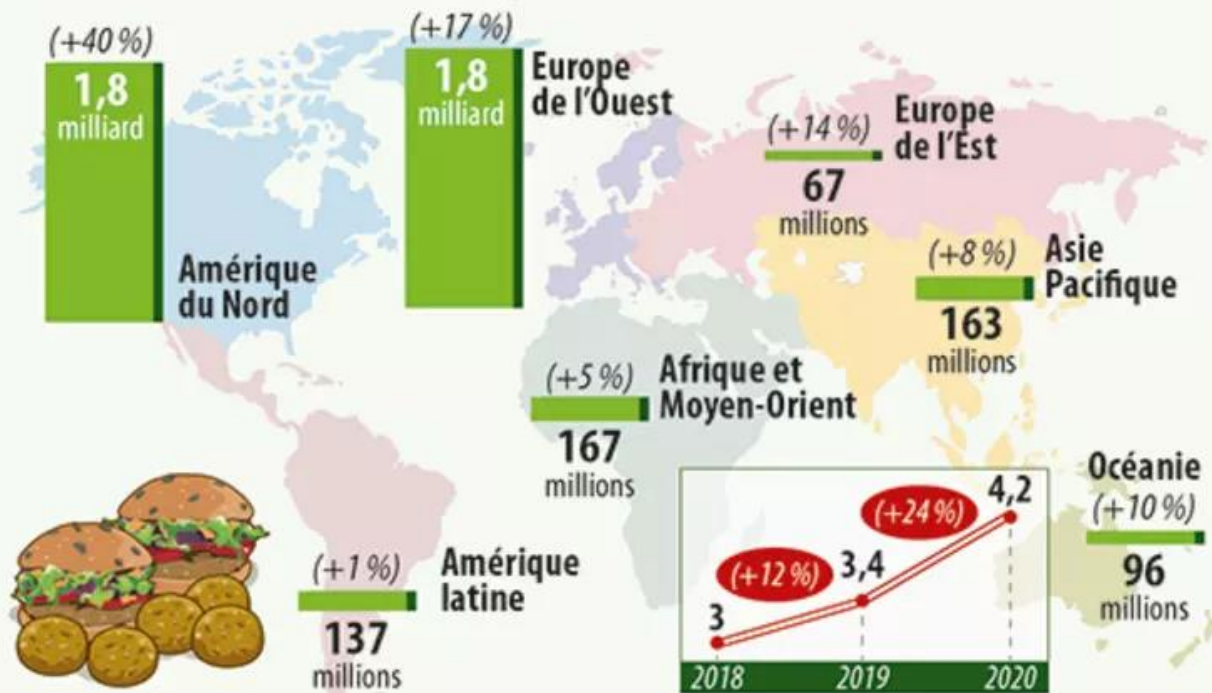 (+40 %)
1,8
milliard
Amérique
du Nord
(+17 %)
1,8
milliard
Europe
de l'Ouest
(+14 %)
Europe
de l'Est
67
millions
(+8 %)
Asie
Pacifique
163
millions
(+5 %)
Afrique et
Moyen-Orient
167
millions
Océanie
(+10 %)
96
millions
(+1 %)
Amérique
latine
137
millions
3
(+12 %)
3,4
(+24 %)
4,2
2018 2019 2020